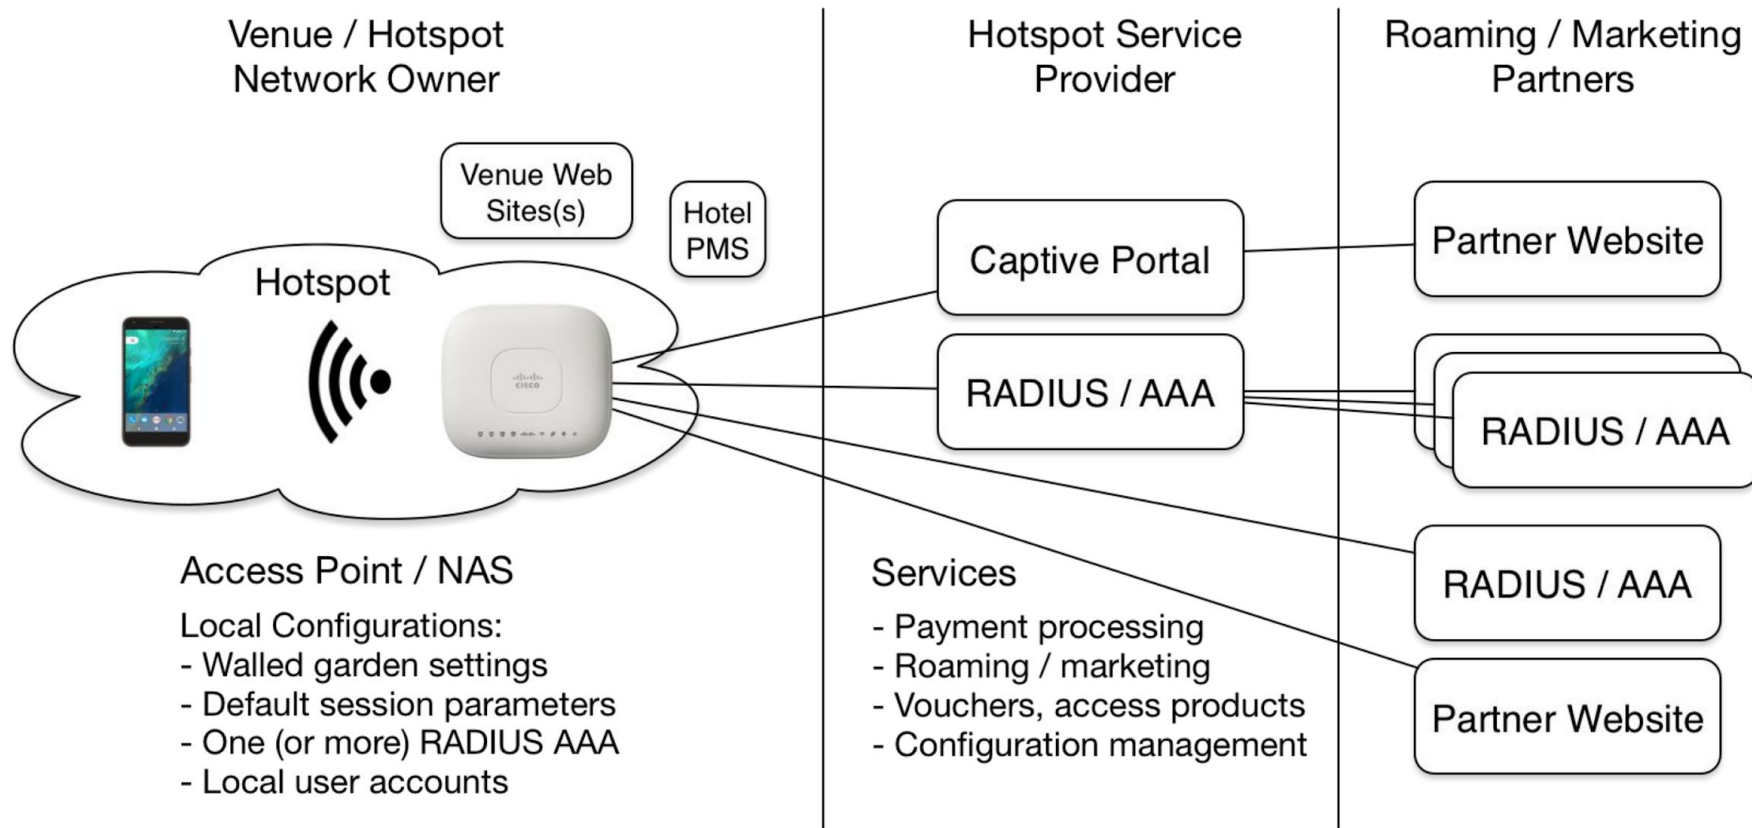 Venue / Hotspot
Network Owner
Hotspot Service
Provider
Roaming / Marketing
Partners
Venue Web
Sites(s)
Hotel
PMS
Hotspot
CISCO
Captive Portal
RADIUS / AAA
Partner Website
RADIUS / AAA
RADIUS / AAA
Partner Website
Access Point / NAS
Local Configurations:
- Walled garden settings
- Default session parameters
- One (or more) RADIUS AAA
- Local user accounts
Services
- Payment processing
- Roaming / marketing
- Vouchers, access products
- Configuration management